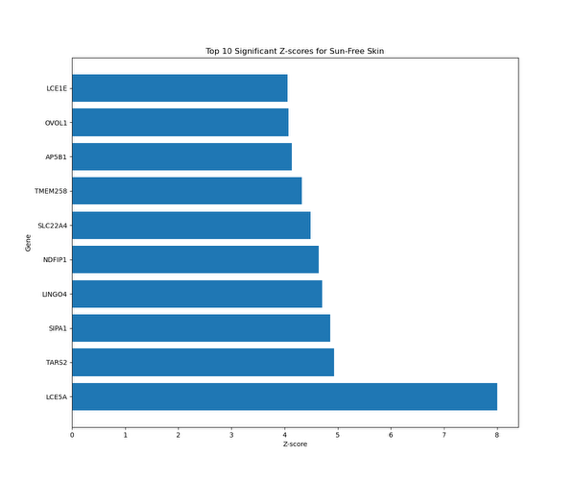 Top 10 Significant Z-scores for Sun-Free Skin
LCE1E
OVOL1
AP5B1
TMEM258
SLC22A4
NDFIP1
LINGO4
SIPA1
TARS2
LCE5A
Gene
0 1 2 3 4 5 6 7 8
Z-score